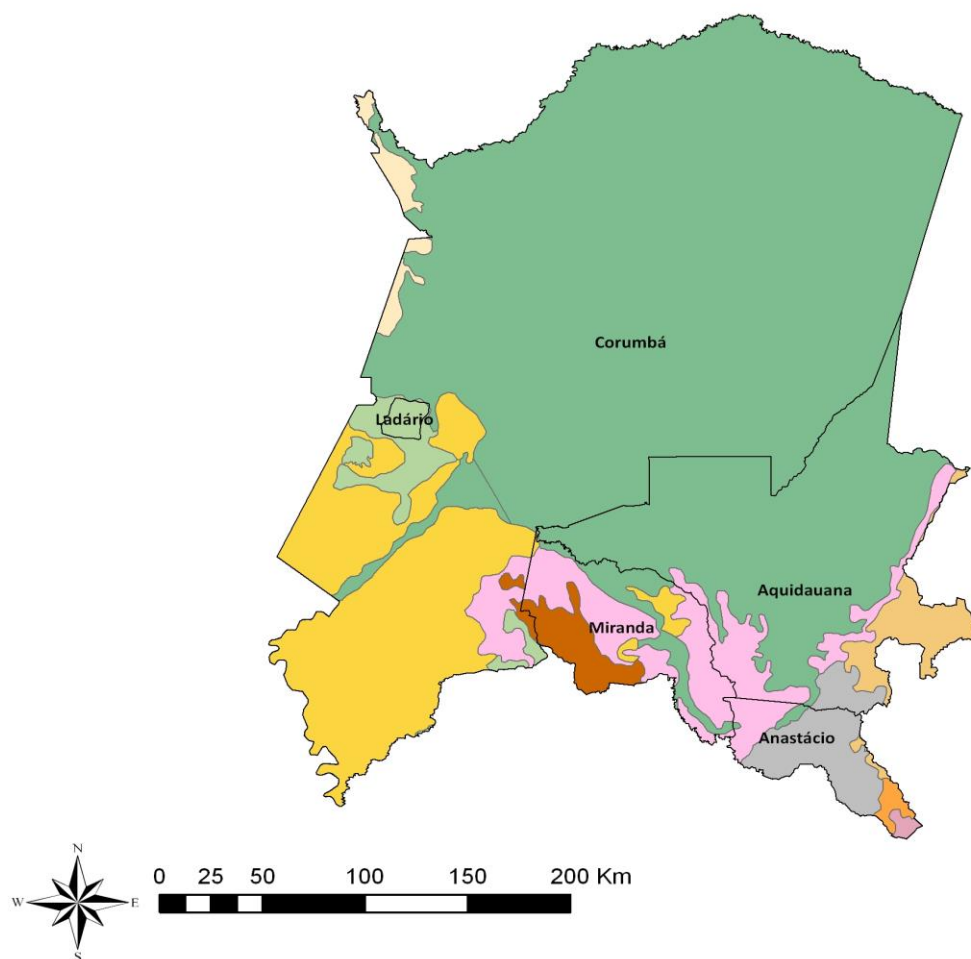 Corumbá
Ladário
Aquidauana
Miranda
Anastácio
N
W E
S
0 25 50 100 150 200 Km